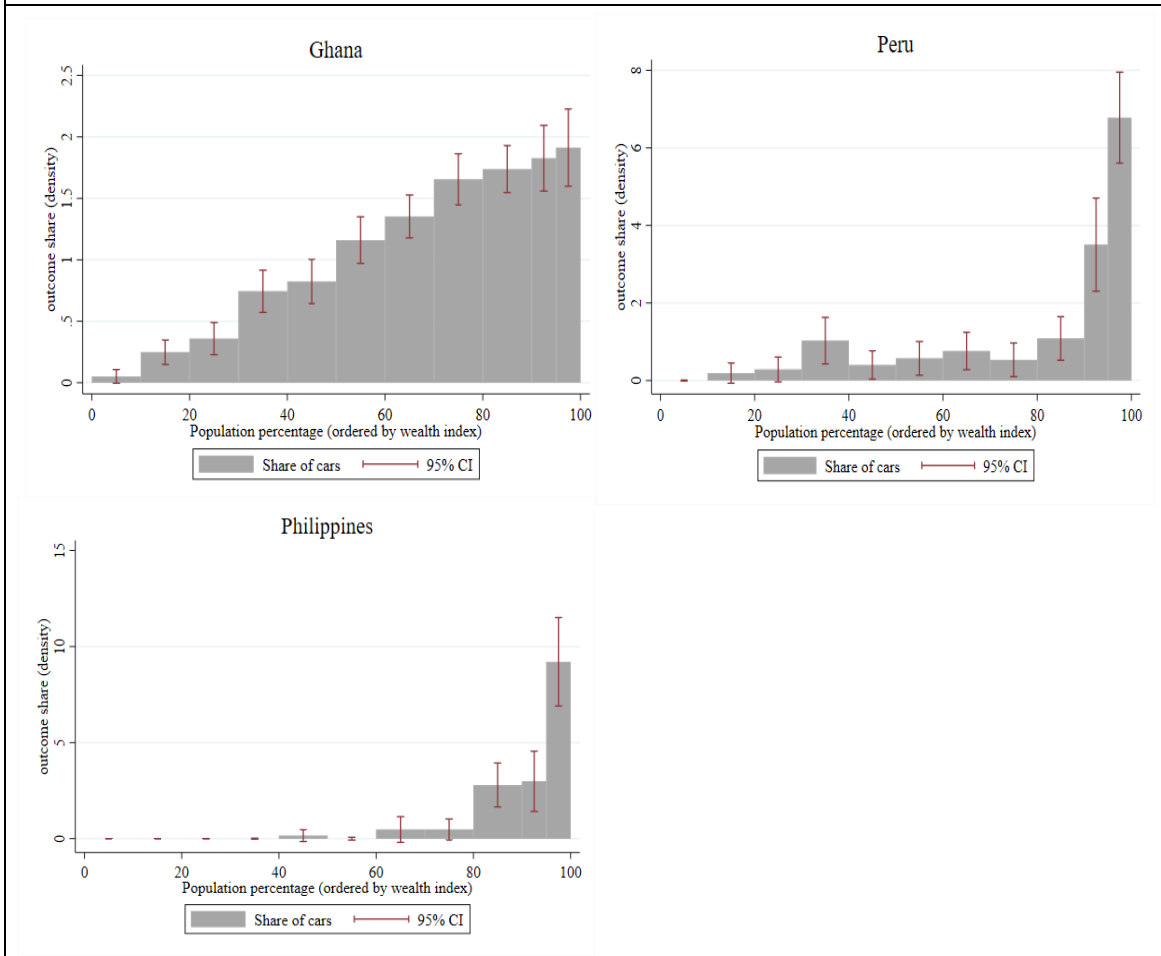 Ghana
outcome share (density)
2.5
2
1.5
1
.5
0
0 20 40 60 80 100
Population percentage (ordered by wealth index)
Share of cars 95% CI
Peru
outcome share (density)
8
6
4
2
0
0 20 40 60 80 100
Population percentage (ordered by wealth index)
Share of cars 95% CI
Philippines
outcome share (density)
15
10
5
0
0 20 40 60 80 100
Population percentage (ordered by wealth index)
Share of cars 95% CI